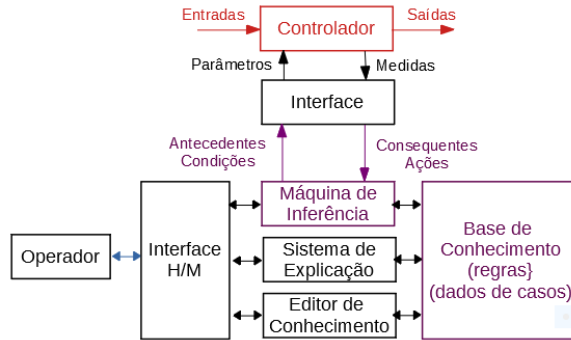 Entradas
Controlador
Saídas
Parâmetros
Medidas
Interface
Antecedentes
Condições
Consequentes
Ações
Operador
Interface
H/M
Máquina de
Inferência
Sistema de
Explicação
Editor de
Conhecimento
Base de
Conhecimento
(regras}
(dados de casos)